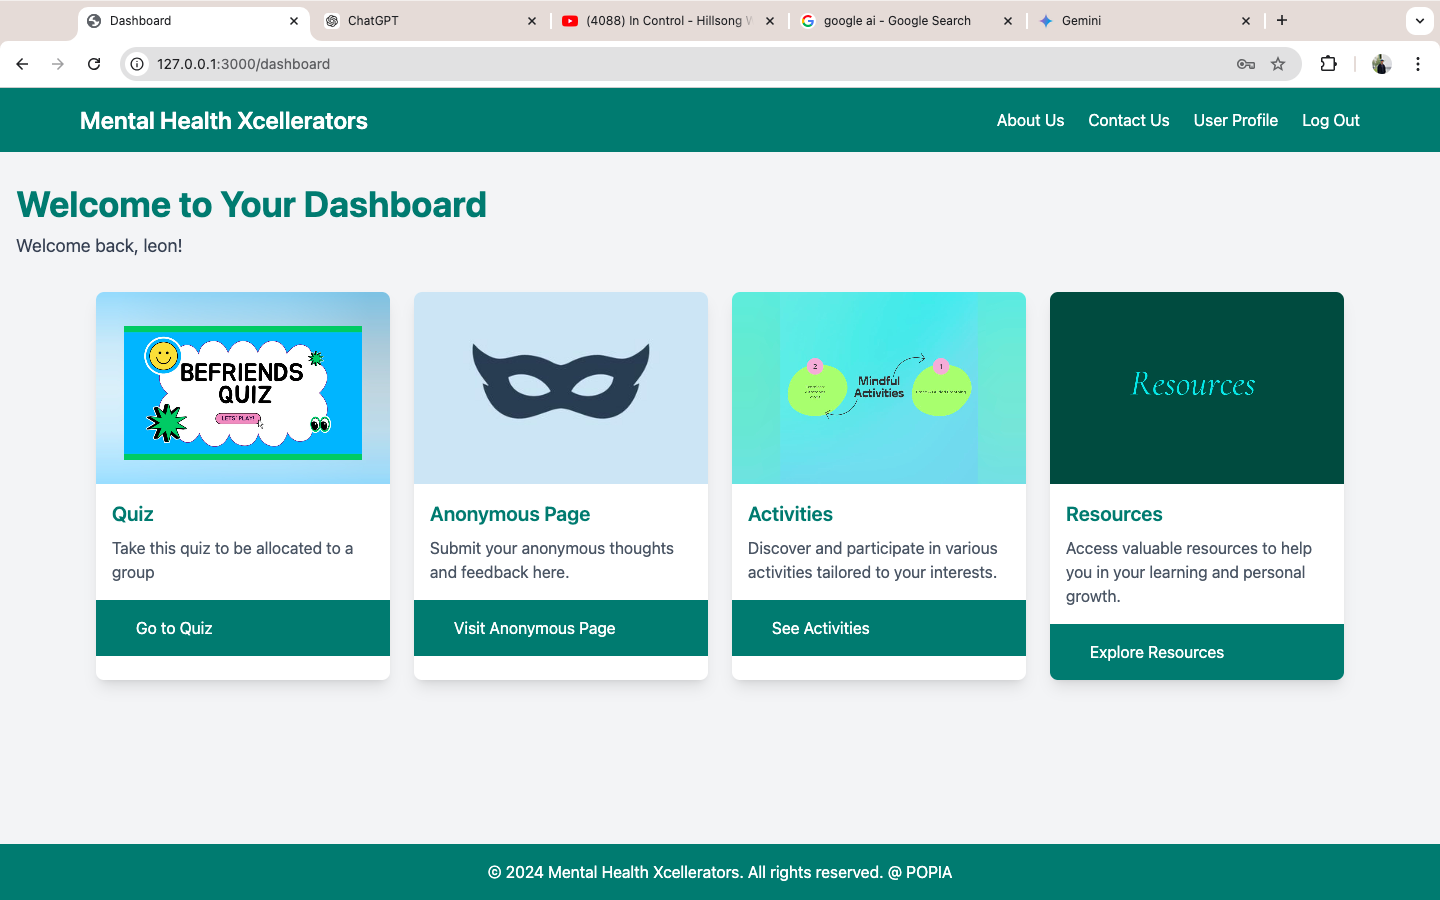 Dashboard
ChatGPT
(4088) In Control - Hillsong W
google ai - Google Search
Gemini
127.0.0.1:3000/dashboard
Mental Health Xcellerators
About Us
Contact Us
User Profile
Log Out
Welcome to Your Dashboard
Welcome back, leon!
BEFRIENDS
QUIZ
LETS' PLAY!
2
Mindful
Activities
1
Resources
Quiz
Take this quiz to be allocated to a
group
Go to Quiz
Anonymous Page
Submit your anonymous thoughts
and feedback here.
Visit Anonymous Page
Activities
Discover and participate in various
activities tailored to your interests.
See Activities
Resources
Access valuable resources to help
you in your learning and personal
growth.
Explore Resources
© 2024 Mental Health Xcellerators. All rights reserved. @ POPIA